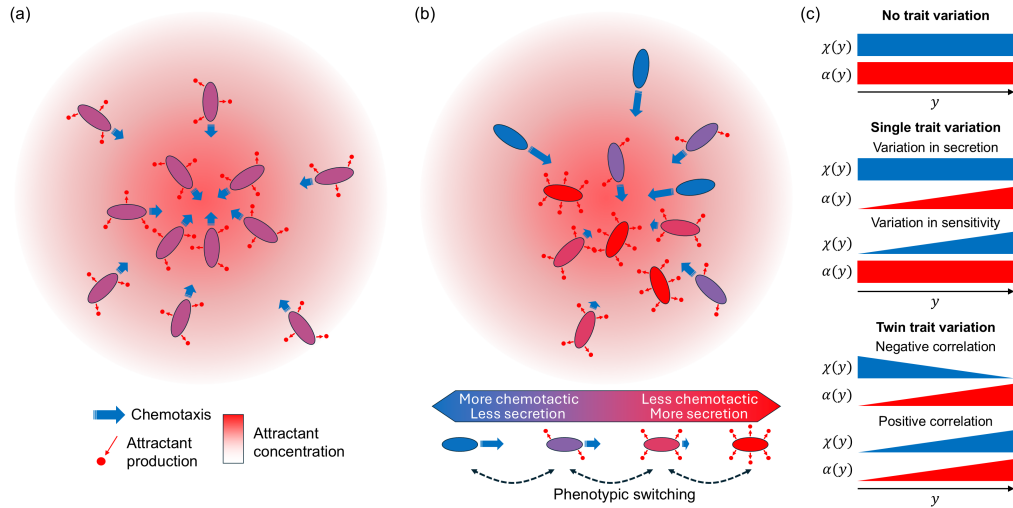 (a)
Chemotaxis
Attractant
production
Attractant
concentration
(b)
More chemotactic
Less secretion
Less chemotactic
More secretion
Phenotypic switching
(c)
No trait variation
χ(y)
α(y)
y
Single trait variation
Variation in secretion
χ(y)
α(y)
Variation in sensitivity
χ(y)
α(y)
y
Twin trait variation
Negative correlation
χ(y)
α(y)
Positive correlation
χ(y)
α(y)
y